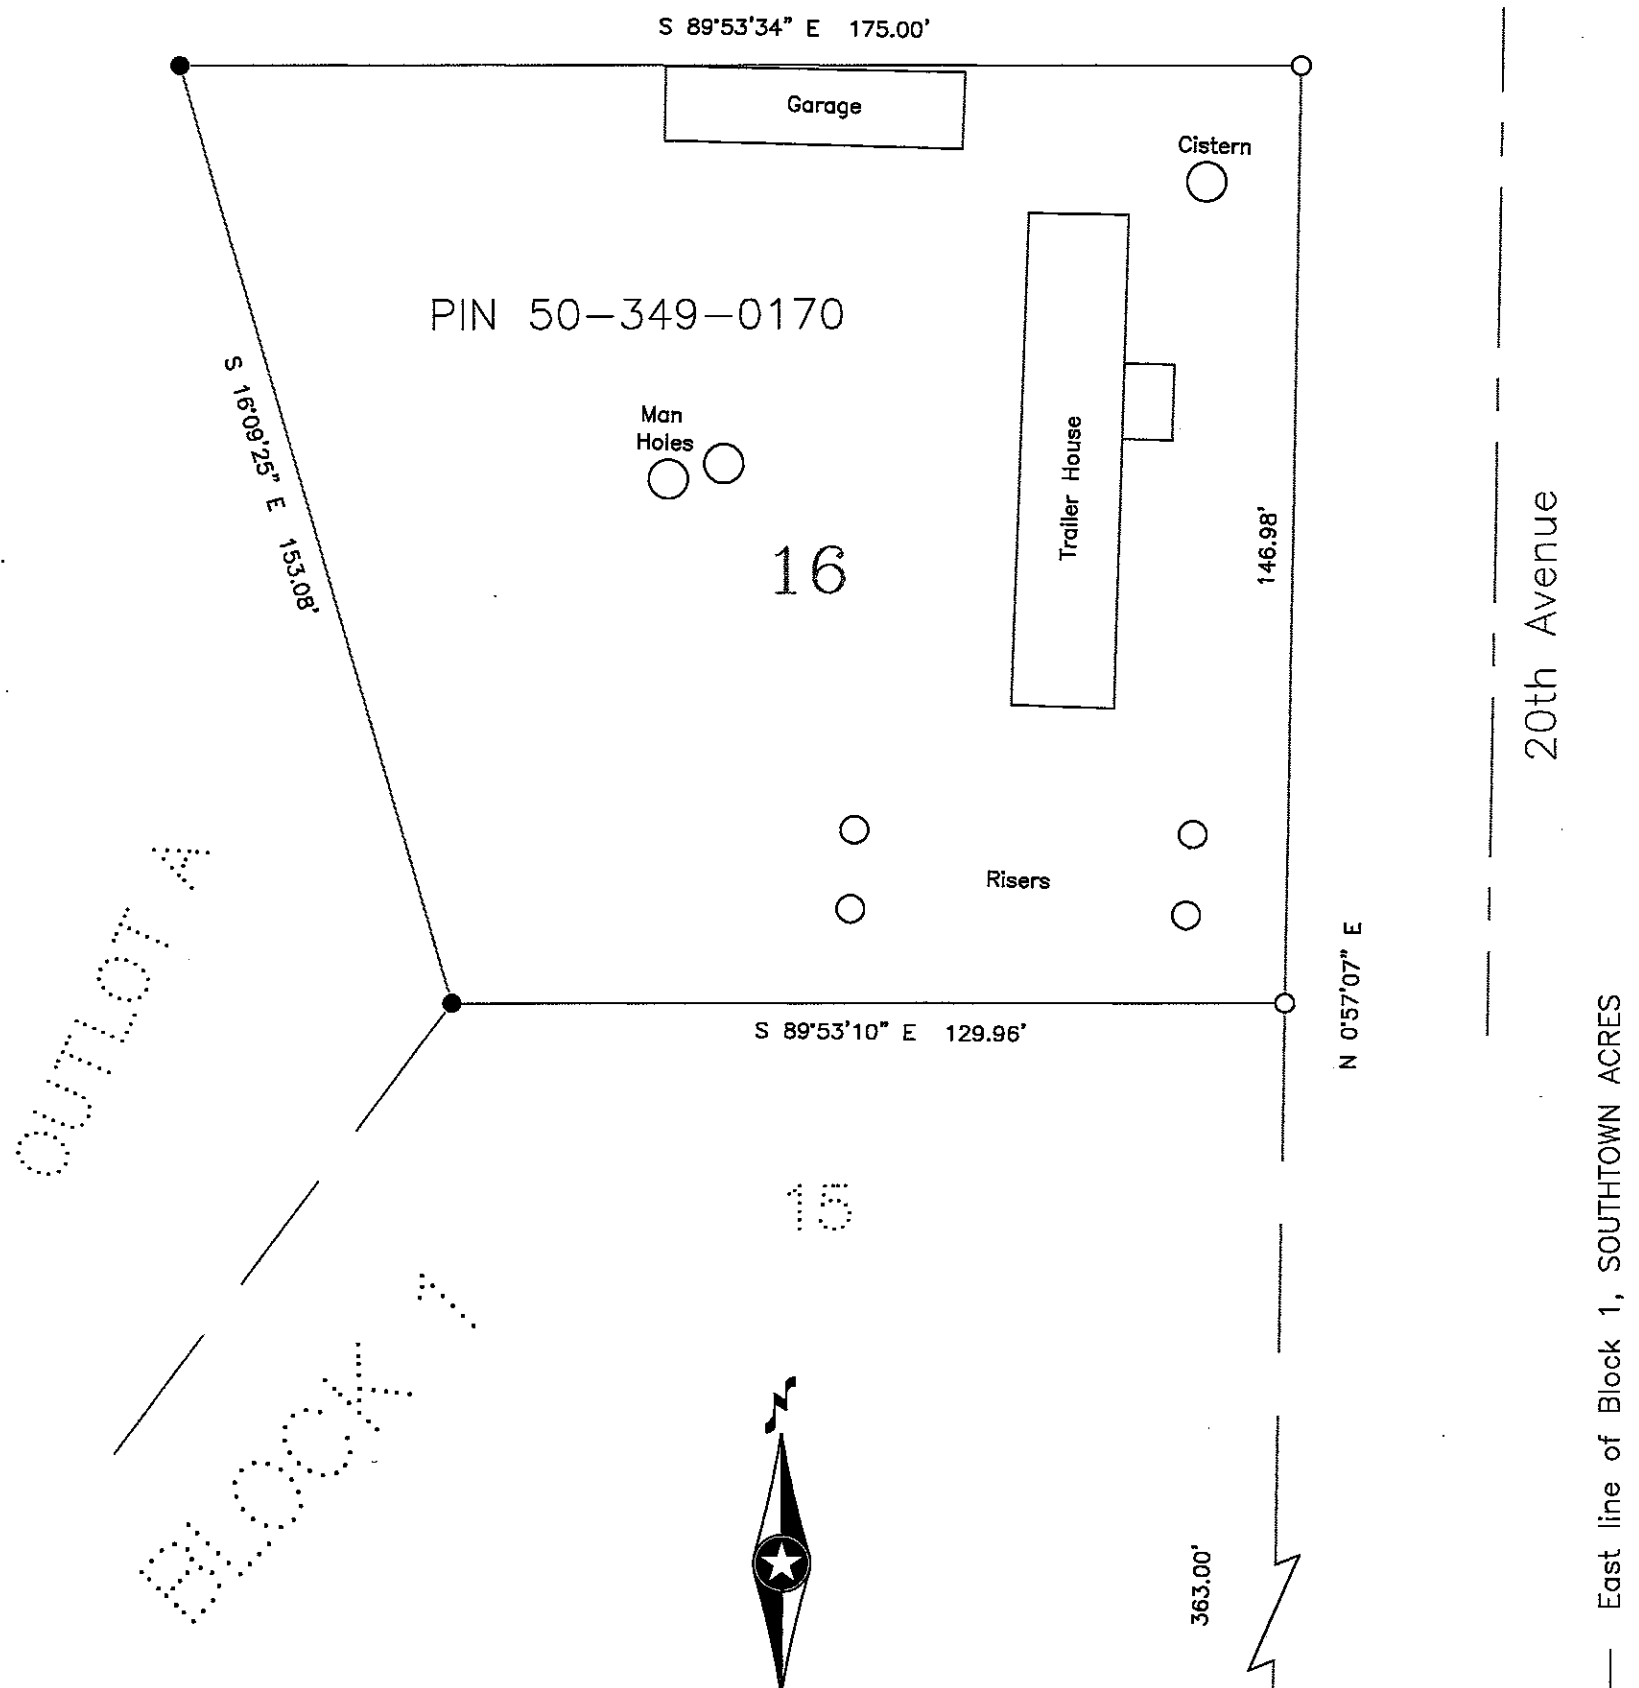 S 89°53'34" E 175.00'
Garage
Cistern
PIN 50-349-0170
S 16°09'25" E 153.08'
Man
Holes
Trailer House
16
146.98'
20th Avenue
Risers
OUTLOT A
S 89°53'10" E 129.96'
N 0°57'07" E
15
BLOCK 1
N
363.00'
East line of Block 1, SOUTHTOWN ACRES